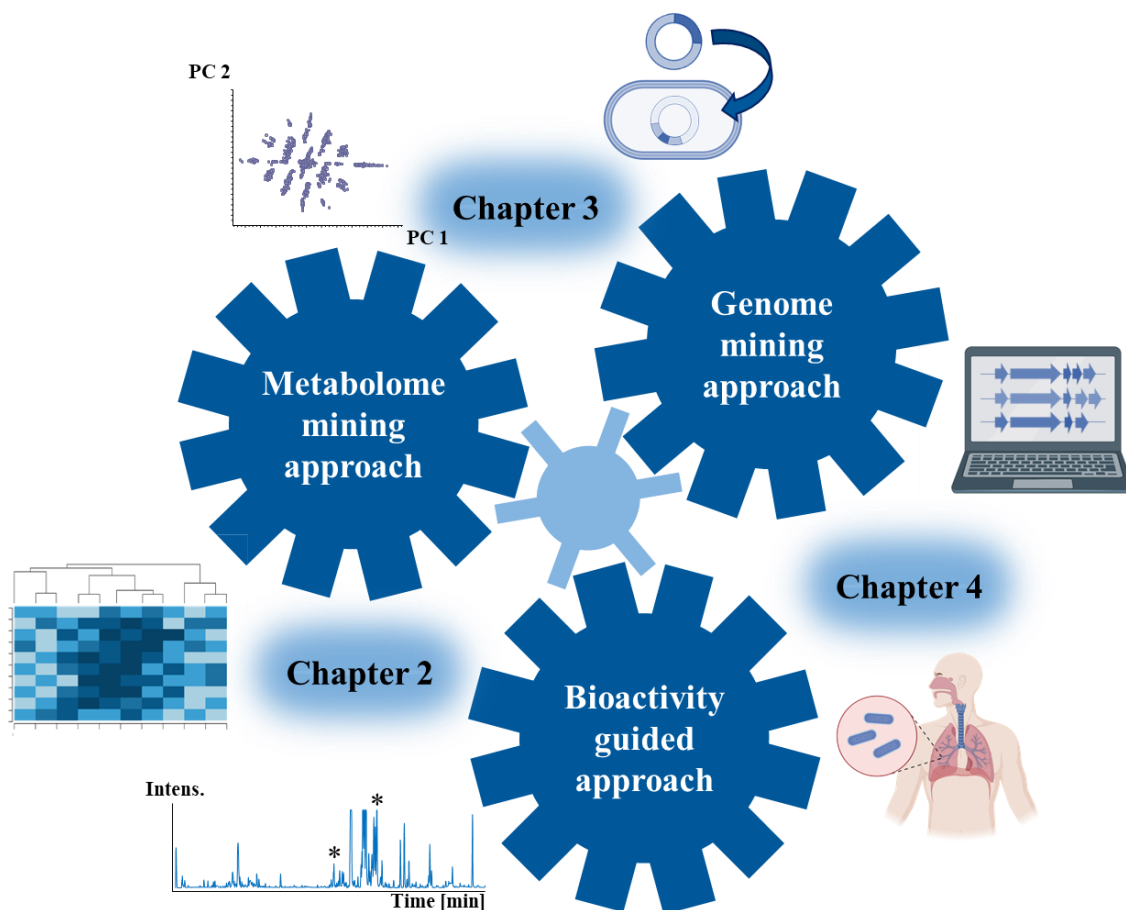 PC 2
PC 1
Chapter 3
Genome
mining
approach
Metabolome
mining
approach
Chapter 4
Chapter 2
Bioactivity
guided
approach
Intens.
*
*
Time [min]